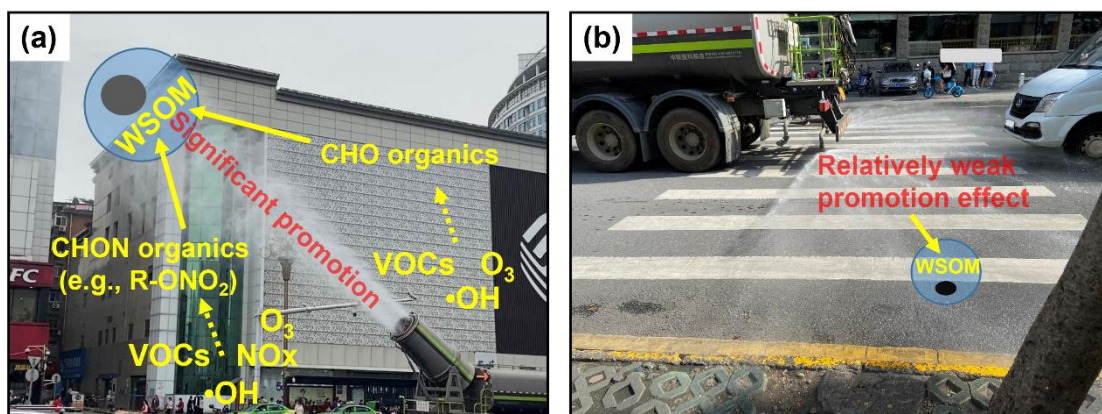 (a)
WSOM
Significant promotion
CHO organics
CHON organics
(e.g., R-ONO₂)
VOCs O₃
•OH
O₃
VOCs NOx
•OH
FC
(b)
Relatively weak
promotion effect
WSOM